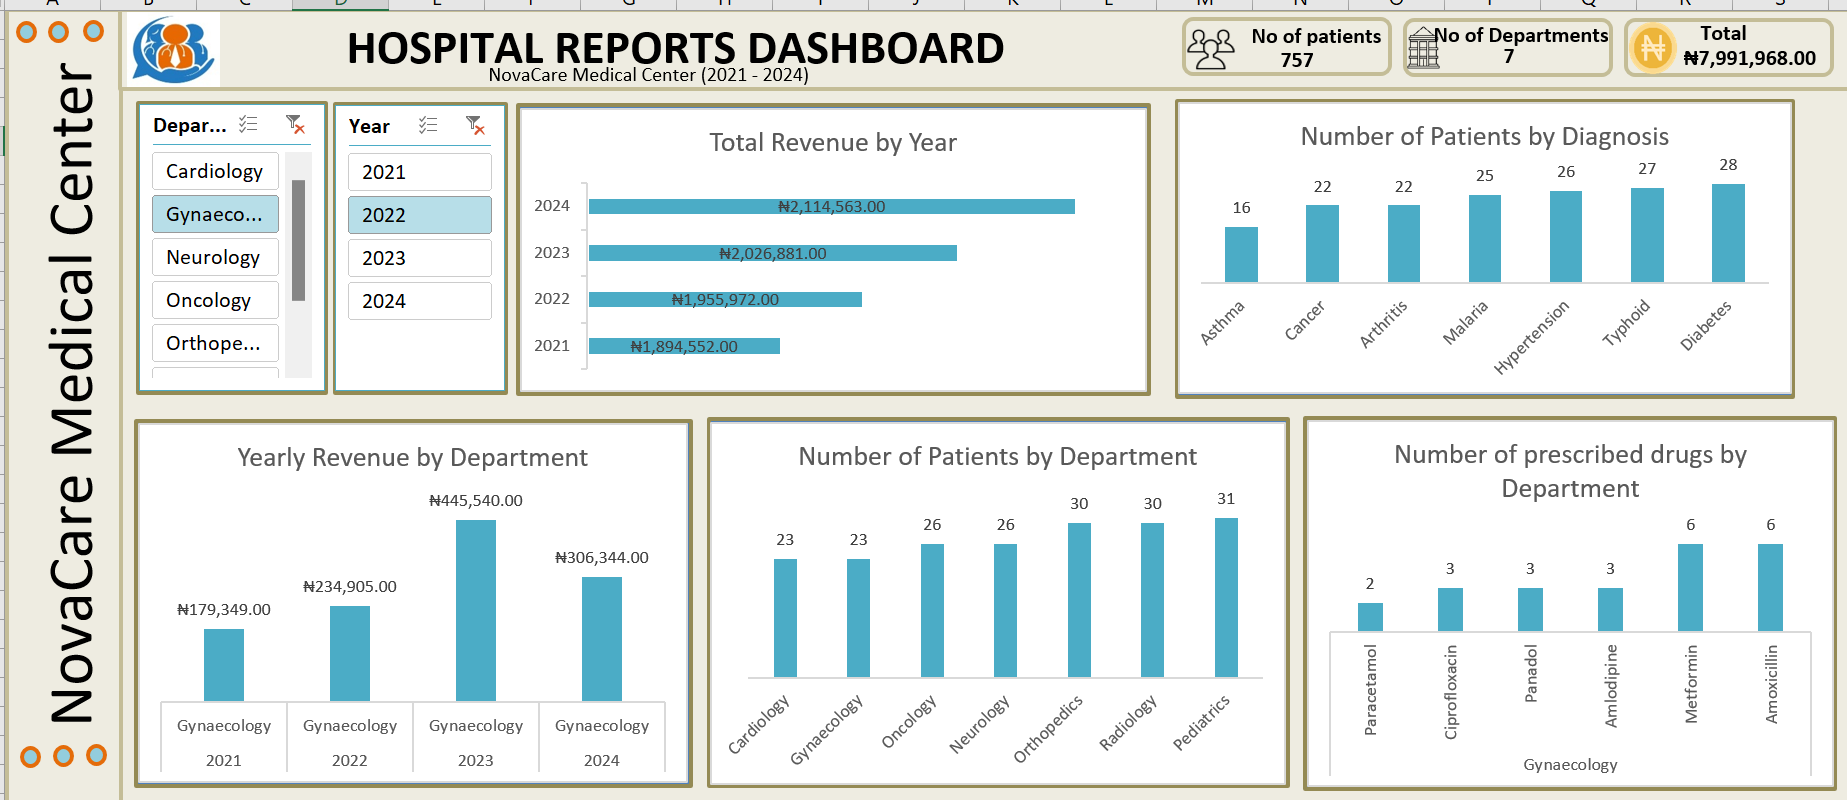 NovaCare Medical Center
HOSPITAL REPORTS DASHBOARD
NovaCare Medical Center (2021 - 2024)
No of patients
757
No of Departments
7
Total
₦7,991,968.00
Depar...
Cardiology
Gynaeco...
Neurology
Oncology
Orthope...
Year
2021
2022
2023
2024
Total Revenue by Year
2024 ₦2,114,563.00
2023 ₦2,026,881.00
2022 ₦1,955,972.00
2021 ₦1,894,552.00
Number of Patients by Diagnosis
16 22 22 25 26 27 28
Asthma Cancer Arthritis Malaria Hypertension Typhoid Diabetes
Yearly Revenue by Department
₦179,349.00 ₦234,905.00 ₦445,540.00 ₦306,344.00
Gynaecology Gynaecology Gynaecology Gynaecology
2021 2022 2023 2024
Number of Patients by Department
23 23 26 26 30 30 31
Cardiology Gynaecology Oncology Neurology Orthopedics Radiology Pediatrics
Number of prescribed drugs by
Department
2 3 3 3 6 6
Paracetamol Ciprofloxacin Panadol Amlodipine Metformin Amoxicillin
Gynaecology